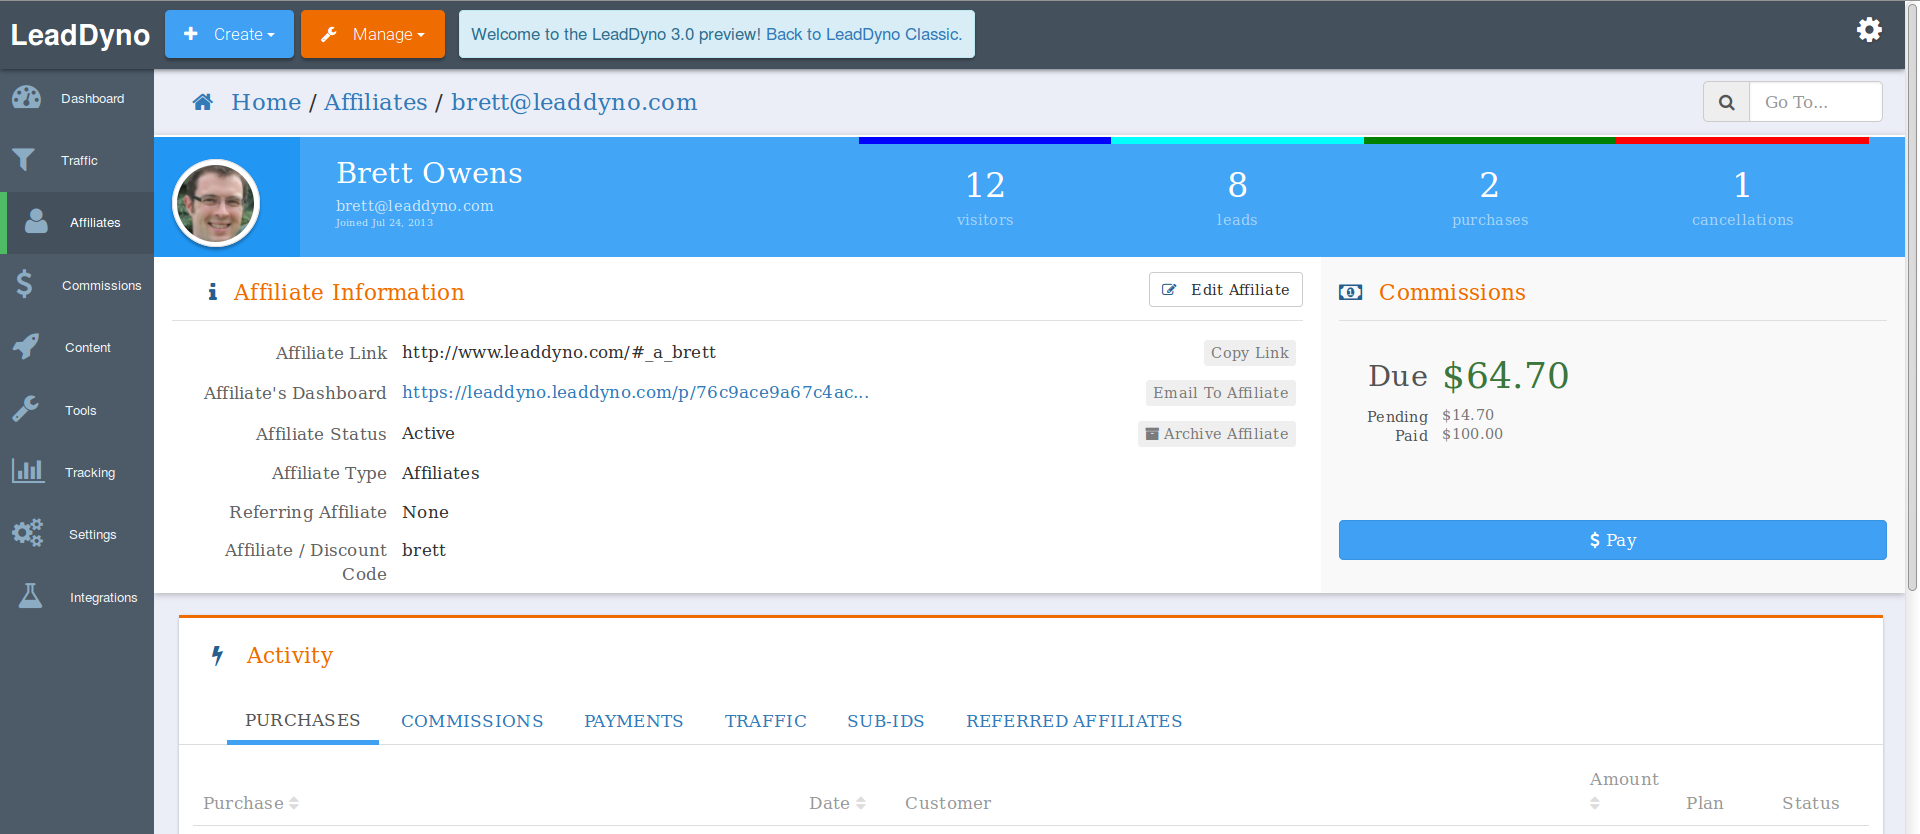 LeadDyno
Create
Manage
Welcome to the LeadDyno 3.0 preview! Back to LeadDyno Classic.
Dashboard
Traffic
Affiliates
Commissions
Content
Tools
Tracking
Settings
Integrations
Home / Affiliates / brett@leaddyno.com
Go To...
Brett Owens
brett@leaddyno.com
Joined Jul 24, 2013
12
visitors
8
leads
2
purchases
1
cancellations
Affiliate Information
Edit Affiliate
Affiliate Link http://www.leaddyno.com/#_a_brett
Copy Link
Affiliate's Dashboard https://leaddyno.leaddyno.com/p/76c9ace9a67c4ac...
Email To Affiliate
Affiliate Status Active
Archive Affiliate
Affiliate Type Affiliates
Referring Affiliate None
Affiliate / Discount
Code
brett
Commissions
Due $64.70
Pending $14.70
Paid $100.00
$ Pay
Activity
PURCHASES COMMISSIONS PAYMENTS TRAFFIC SUB-IDS REFERRED AFFILIATES
Purchase Date Customer Amount Plan Status